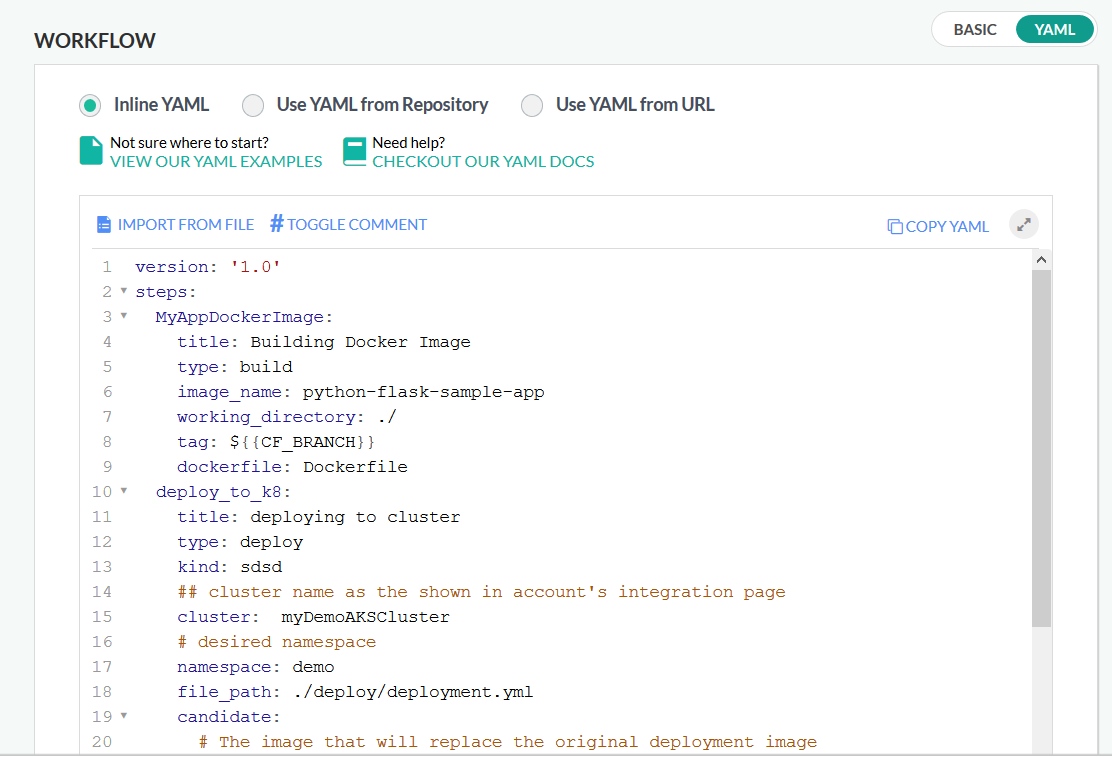 WORKFLOW
BASIC YAML
Inline YAML Use YAML from Repository Use YAML from URL
Not sure where to start? Need help?
VIEW OUR YAML EXAMPLES CHECKOUT OUR YAML DOCS
IMPORT FROM FILE # TOGGLE COMMENT COPY YAML
1 version: '1.0'
2 steps:
3 MyAppDockerImage:
4 title: Building Docker Image
5 type: build
6 image_name: python-flask-sample-app
7 working_directory: ./
8 tag: ${{CF_BRANCH}}
9 dockerfile: Dockerfile
10 deploy_to_k8:
11 title: deploying to cluster
12 type: deploy
13 kind: sdsd
14 ## cluster name as the shown in account's integration page
15 cluster:  myDemoAKSCluster
16 # desired namespace
17 namespace: demo
18 file_path: ./deploy/deployment.yml
19 candidate:
20 # The image that will replace the original deployment image